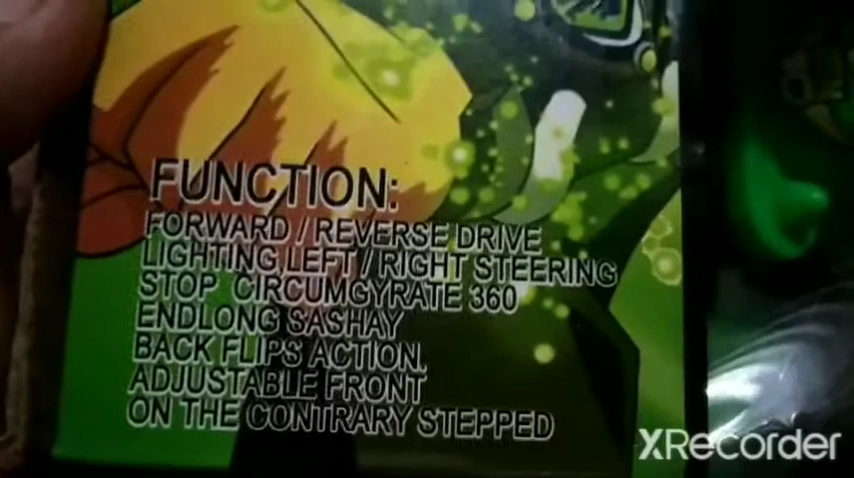 FUNCTION:
FORWARD / REVERSE DRIVE
LIGHTING LEFT / RIGHT STEERING
STOP CIRCUMGYRATE 360
ENDLONG SASHAY
BACK FLIPS ACTION.
ADJUSTABLE FRONT
ON THE CONTRARY STEPPED
XRecorder